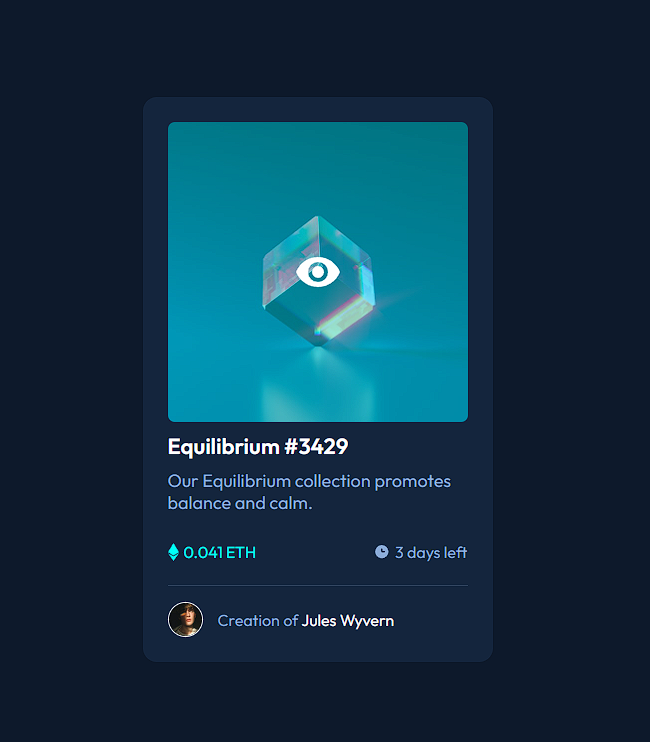 Equilibrium #3429
Our Equilibrium collection promotes
balance and calm.
0.041 ETH
3 days left
Creation of Jules Wyvern